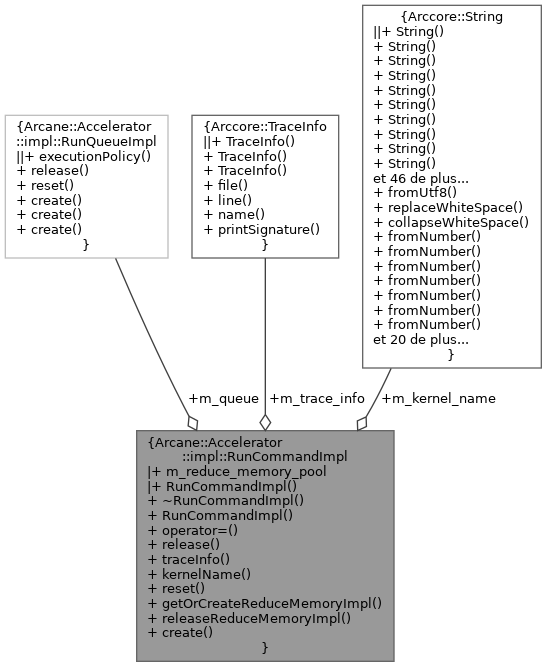 {Arccore::String
||+ String()
+ String()
+ String()
+ String()
+ String()
+ String()
+ String()
+ String()
+ String()
+ String()
et 46 de plus...
+ fromUtf8()
+ replaceWhiteSpace()
+ collapseWhiteSpace()
+ fromNumber()
+ fromNumber()
+ fromNumber()
+ fromNumber()
+ fromNumber()
+ fromNumber()
+ fromNumber()
et 20 de plus...
}
{Arcane::Accelerator
::impl::RunQueueImpl
||+ executionPolicy()
+ release()
+ reset()
+ create()
+ create()
+ create()
}
{Arccore::TraceInfo
||+ TraceInfo()
+ TraceInfo()
+ TraceInfo()
+ file()
+ line()
+ name()
+ printSignature()
}
+m_queue
+m_trace_info
+m_kernel_name
{Arcane::Accelerator
::impl::RunCommandImpl
|+ m_reduce_memory_pool
|+ RunCommandImpl()
+ ~RunCommandImpl()
+ RunCommandImpl()
+ operator=()
+ release()
+ traceInfo()
+ kernelName()
+ reset()
+ getOrCreateReduceMemoryImpl()
+ releaseReduceMemoryImpl()
+ create()
}